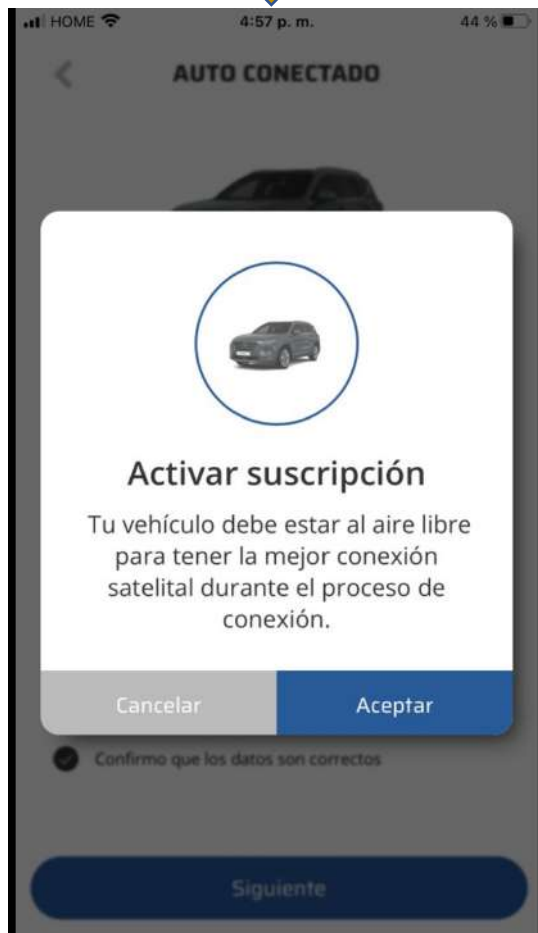 HOME 4:57 p. m. 44 %
AUTO CONECTADO
Activar suscripción
Tu vehículo debe estar al aire libre
para tener la mejor conexión
satelital durante el proceso de
conexión.
Cancelar Aceptar
Confirmo que los datos son correctos
Siguiente